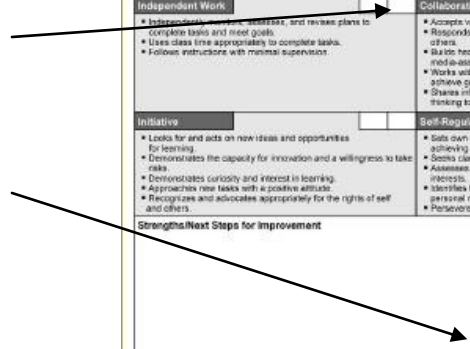 Independent Work
Collaborat
• Independently monitors, assesses, and revises plans to
complete tasks and meet goals.
• Uses class time appropriately to complete tasks.
• Follows instructions with minimal supervision.
• Accepts v
• Responds
others.
• Builds hea
media-ass
• Works wit
achieve go
• Shares inf
thinking to
Initiative
Self-Regul
• Looks for and acts on new ideas and opportunities
for learning.
• Demonstrates the capacity for innovation and a willingness to take
risks.
• Demonstrates curiosity and interest in learning.
• Approaches new tasks with a positive attitude.
• Recognizes and advocates appropriately for the rights of self
and others.
• Sets own
achieving
• Seeks clar
• Assesses
interests.
• Identifies l
personal n
• Persevere
Strengths/Next Steps for Improvement